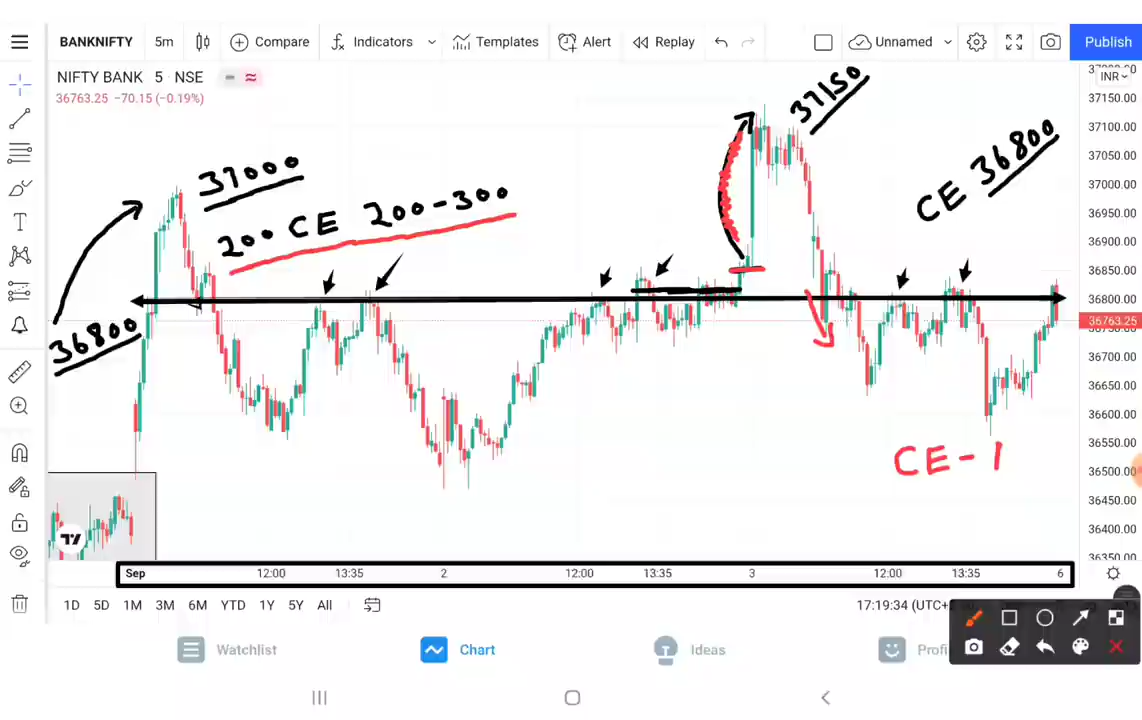 BANKNIFTY 5m Compare Indicators Templates Alert Replay Unnamed Publish
NIFTY BANK 5 NSE
36763.25 −70.15 (−0.19%)
INR
37150.00
37100.00
37050.00
37000.00
36950.00
36900.00
36850.00
36800.00
36763.25
36700.00
36650.00
36600.00
36550.00
36500.00
36450.00
36400.00
36350.00
37150
CE 36800
37000
200 CE 200-300
36800
CE-1
Sep 12:00 13:35 2 12:00 13:35 3 12:00 13:35 6
1D 5D 1M 3M 6M YTD 1Y 5Y All 17:19:34
Watchlist Chart Ideas Profi